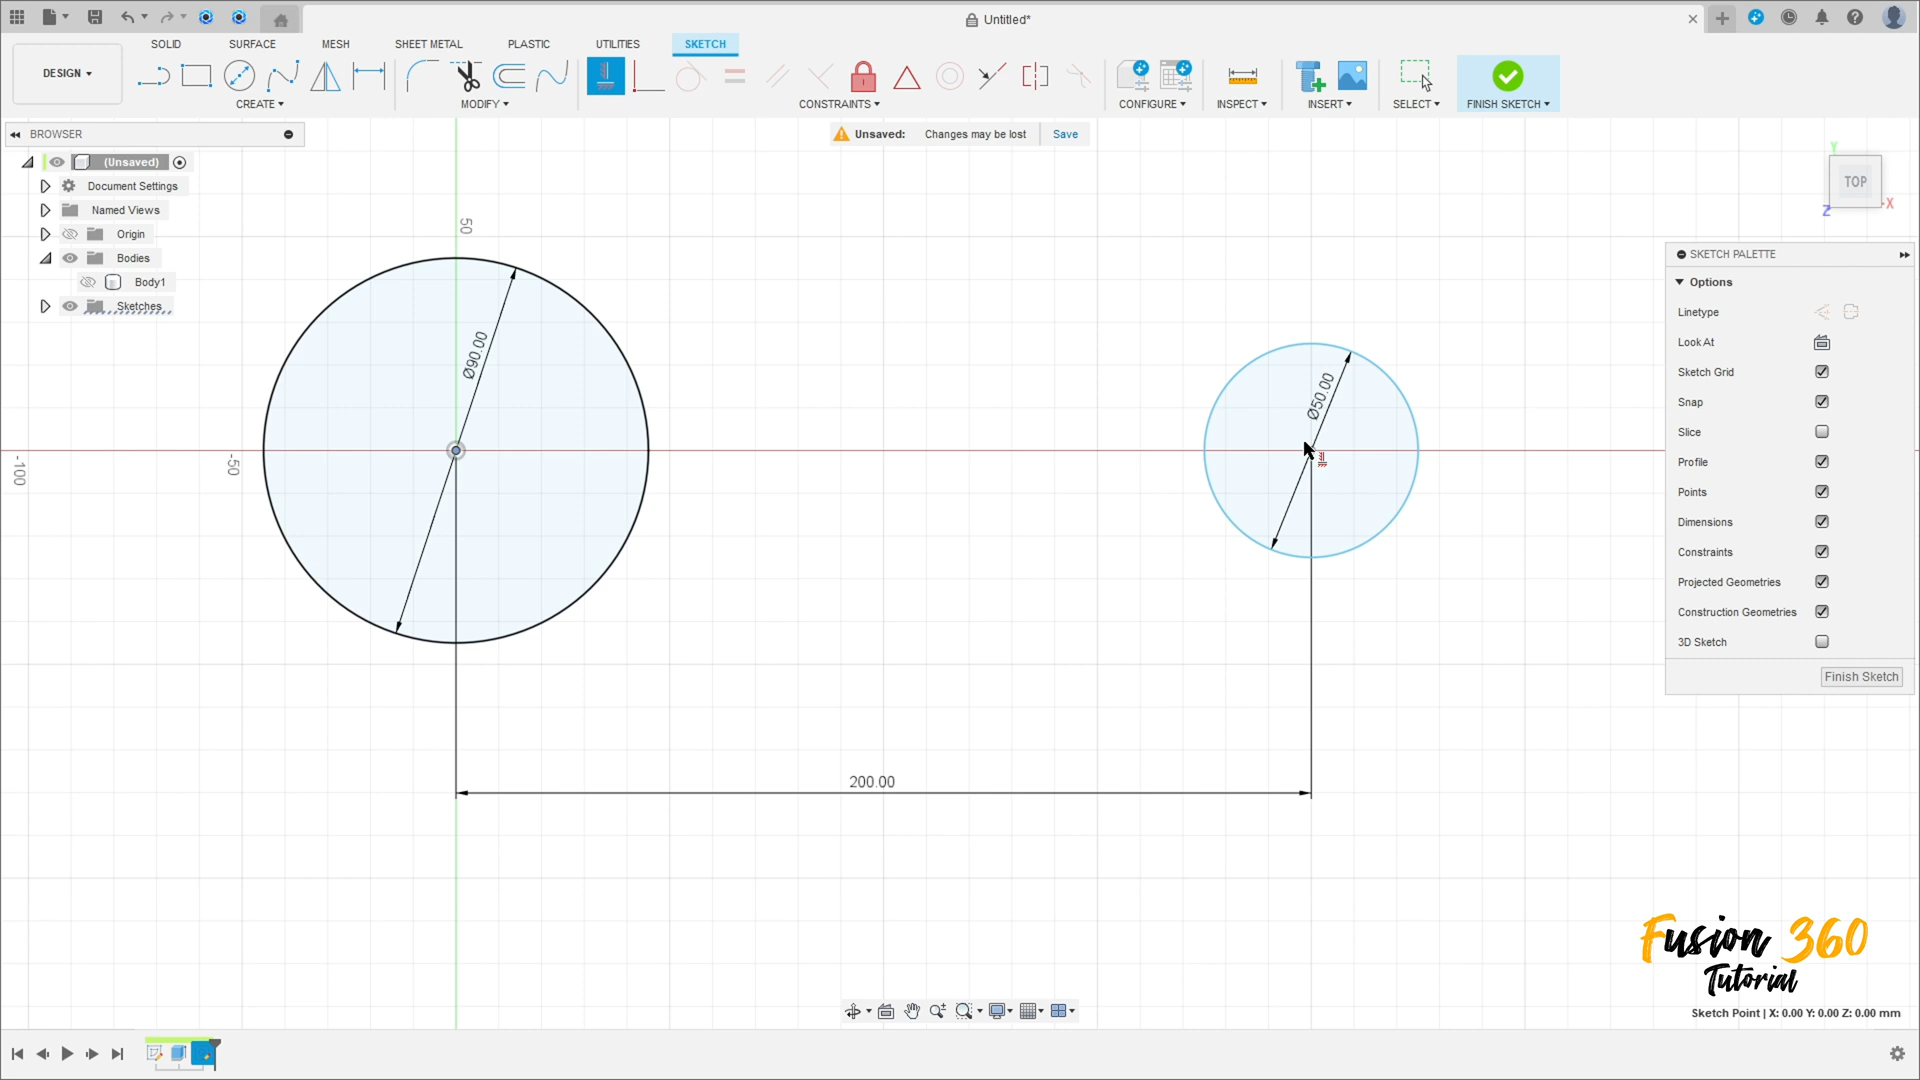 Untitled*
SOLID SURFACE MESH SHEET METAL PLASTIC UTILITIES SKETCH
DESIGN
CREATE MODIFY CONSTRAINTS CONFIGURE INSPECT INSERT SELECT FINISH SKETCH
BROWSER
Unsaved: Changes may be lost Save
(Unsaved)
Document Settings
Named Views
Origin
Bodies
Body1
Sketches
Y
TOP
X
Z
SKETCH PALETTE
Options
Linetype
Look At
Sketch Grid
Snap
Slice
Profile
Points
Dimensions
Constraints
Projected Geometries
Construction Geometries
3D Sketch
Finish Sketch
50
-50
-100
Ø90.00
Ø50.00
200.00
Fusion 360
Tutorial
Sketch Point | X: 0.00 Y: 0.00 Z: 0.00 mm